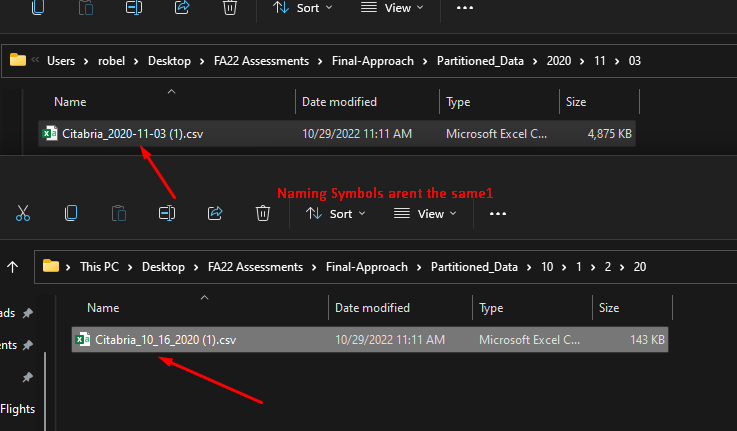 Sort View ...
Users > robel > Desktop > FA22 Assessments > Final-Approach > Partitioned_Data > 2020 > 11 > 03
Name Date modified Type Size
Citabria_2020-11-03 (1).csv 10/29/2022 11:11 AM Microsoft Excel C... 4,875 KB
Naming Symbols arent the same1
Sort View ...
This PC > Desktop > FA22 Assessments > Final-Approach > Partitioned_Data > 10 > 1 > 2 > 20
ads Name Date modified Type Size
ents Citabria_10_16_2020 (1).csv 10/29/2022 11:11 AM Microsoft Excel C... 143 KB
Flights